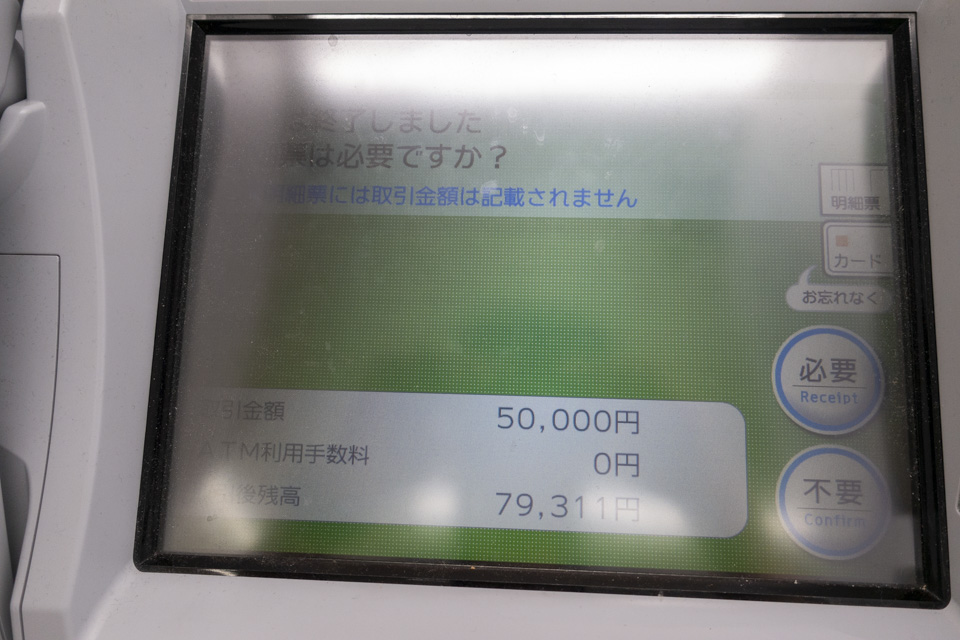 終了しました
票は必要ですか？
明細票には取引金額は記載されません
明細票
カード
お忘れなく
必要
Receipt
不要
Confirm
取引金額 50,000円
ATM利用手数料 0円
後残高 79,311円